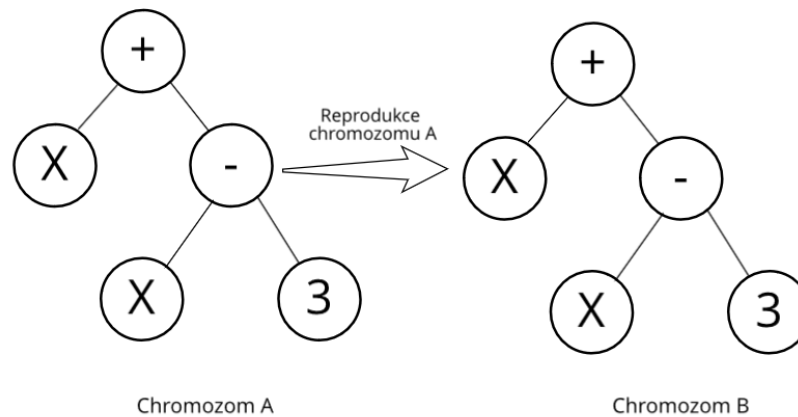 +
X
-
X
3
Reprodukce
chromozomu A
+
X
-
X
3
Chromozom A
Chromozom B